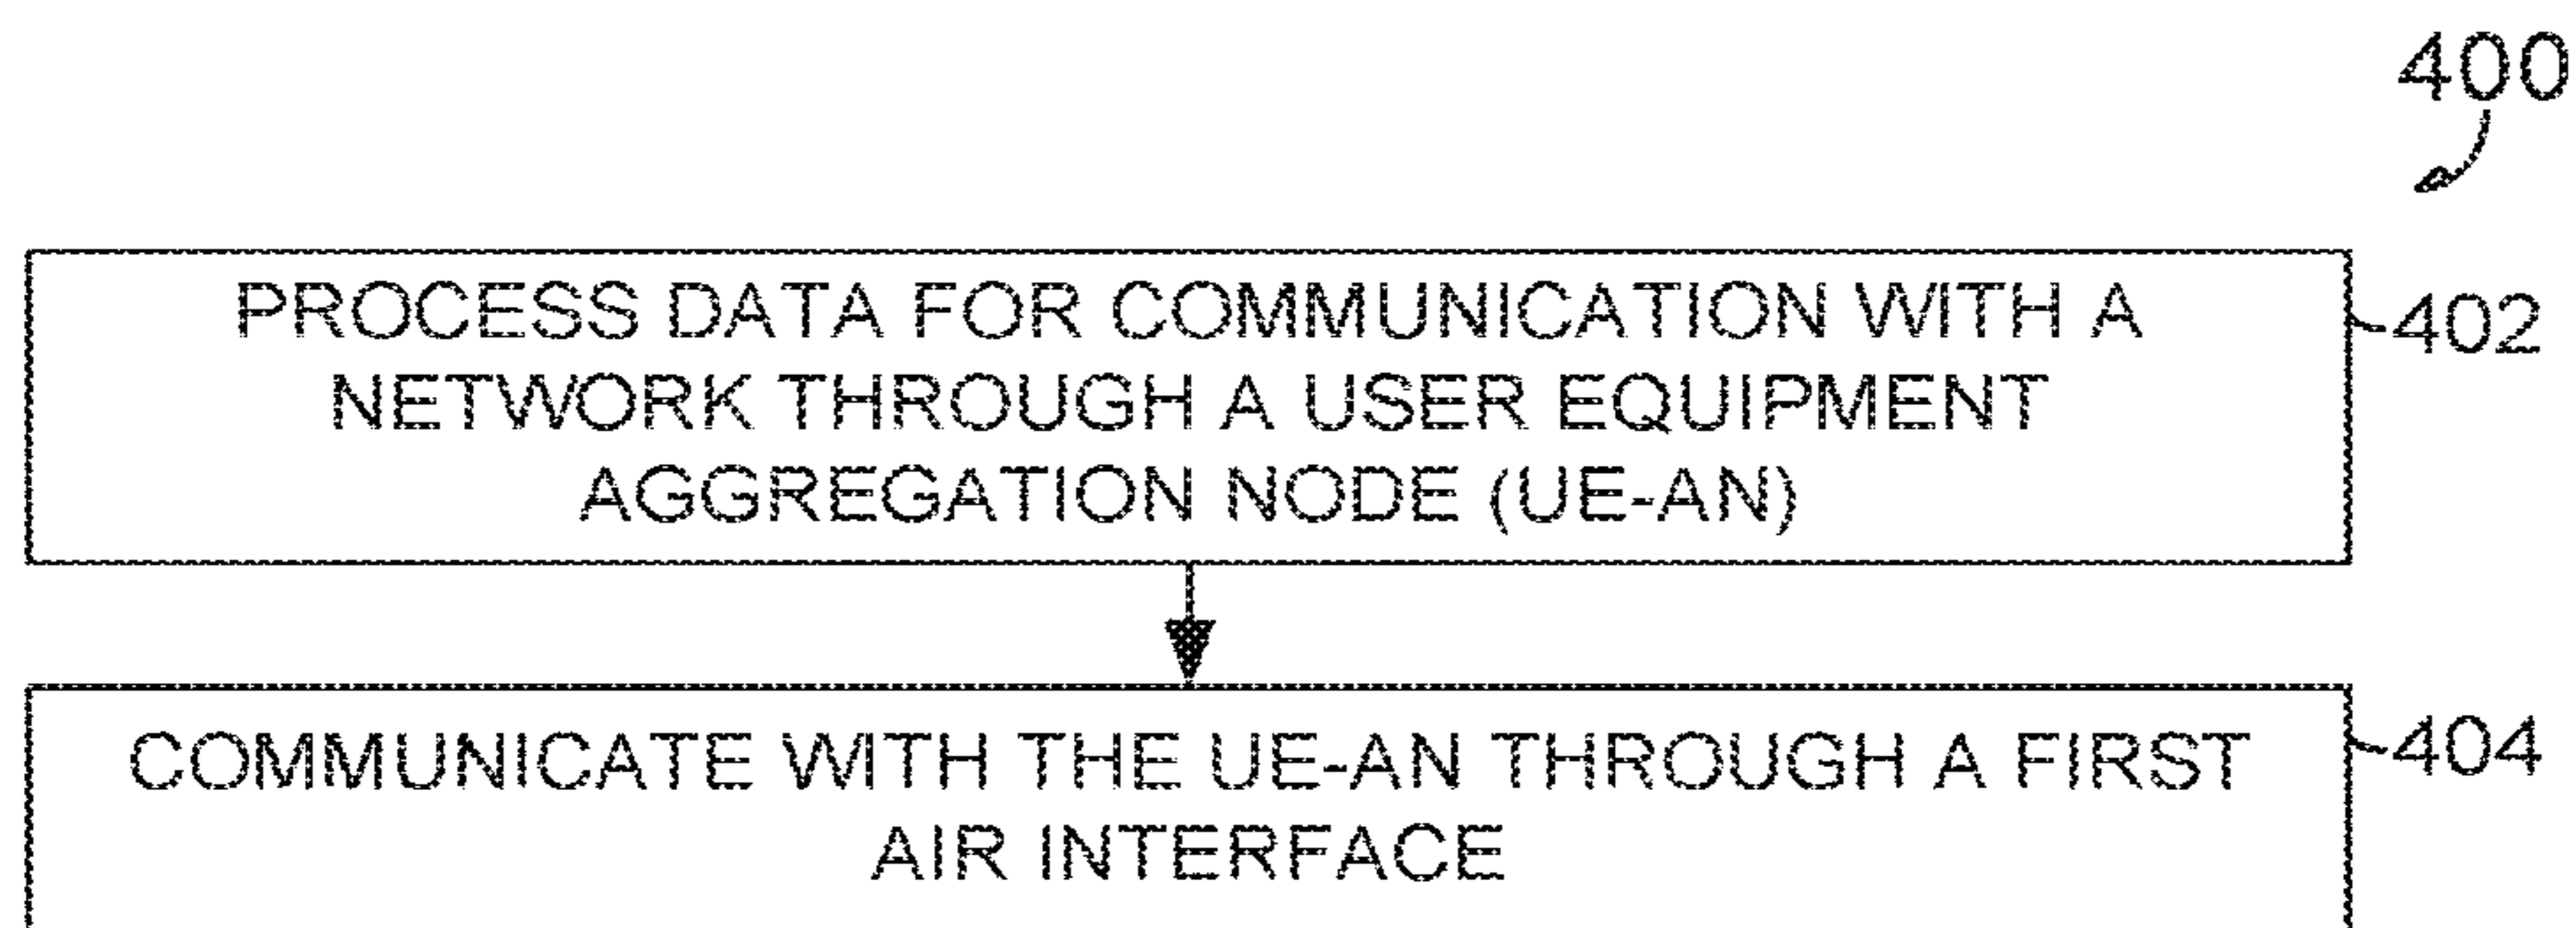 400
PROCESS DATA FOR COMMUNICATION WITH A
402
NETWORK THROUGH A USER EQUIPMENT
AGGREGATION NODE (UE-AN)
COMMUNICATE WITH THE UE-AN THROUGH A FIRST
404
AIR INTERFACE